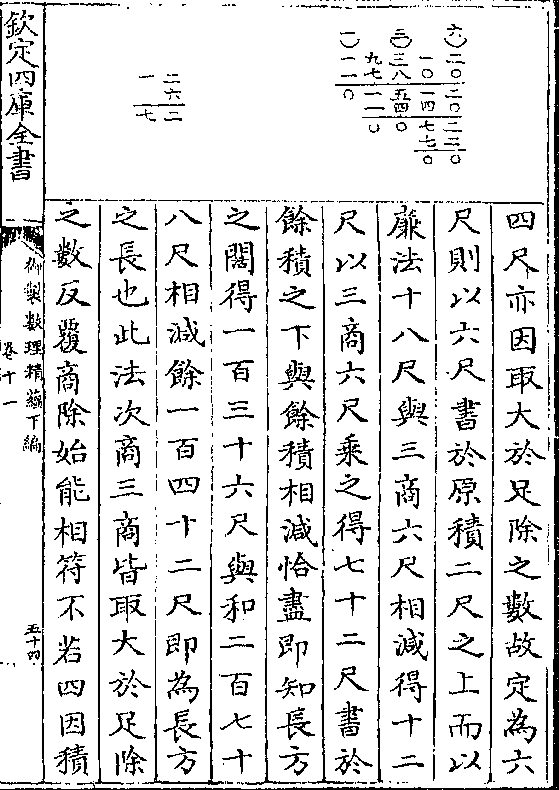 四尺亦因取大於足除之數故定為六
尺則以六尺書於原積二尺之上而以
廉法十八尺與三商六尺相減得十二
尺以三商六尺乘之得七十二尺書於
餘積之下與餘積相減恰盡即知長方
之闊得一百三十六尺與和二百七十
八尺相減餘一百四十二尺即為長方
之長也此法次商三商皆取大於足除
之數反覆商除始能相符不若四因積
欽定四庫全書
御製數理精蘊下編
卷十一
五十四